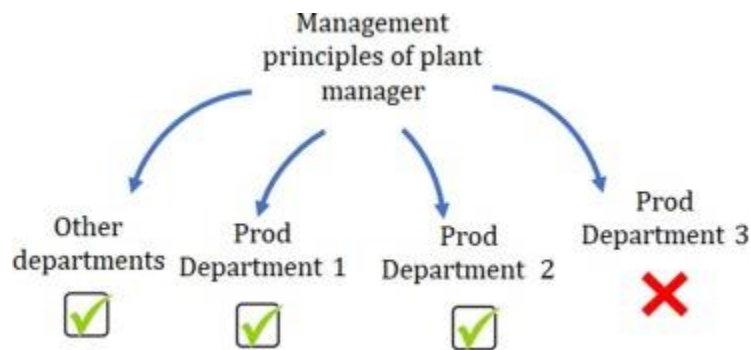 Management
principles of plant
manager
Other
departments
Prod
Department 1
Prod
Department 2
Prod
Department 3